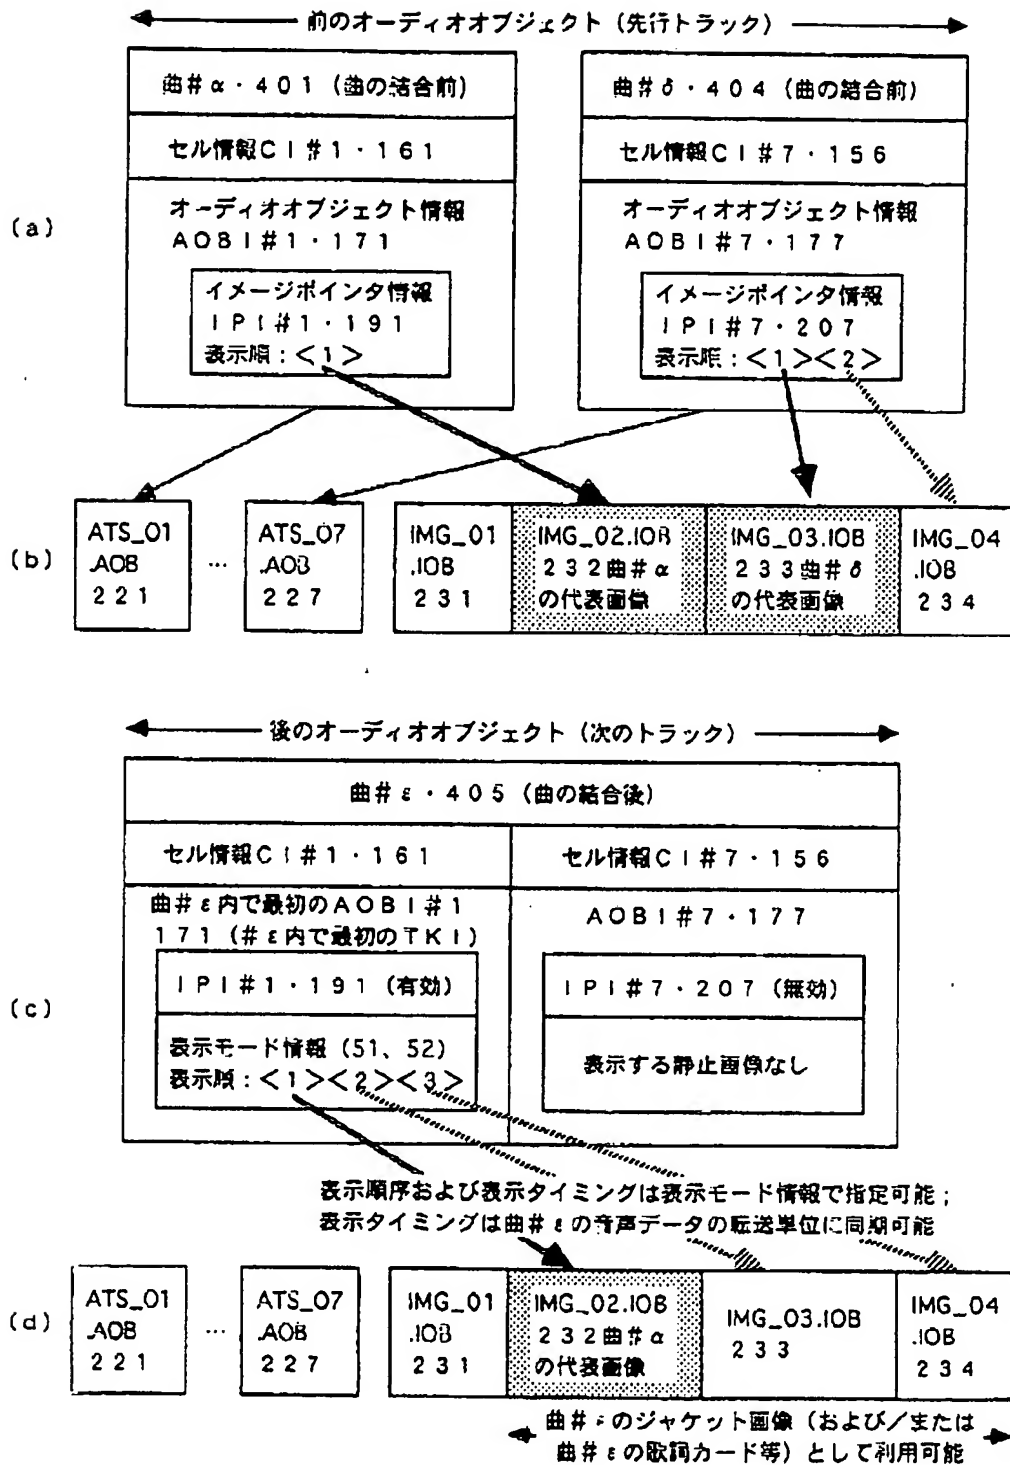 前のオーディオオブジェクト（先行トラック）
曲＃α・４０１（曲の結合前）
曲＃δ・４０４（曲の結合前）
セル情報ＣＩ＃１・１６１
セル情報ＣＩ＃７・１５６
(a)
オーディオオブジェクト情報
ＡＯＢＩ＃１・１７１
オーディオオブジェクト情報
ＡＯＢＩ＃７・１７７
イメージポインタ情報
ＩＰＩ＃１・１９１
表示順：＜１＞
イメージポインタ情報
ＩＰＩ＃７・２０７
表示順：＜１＞＜２＞
(b)
ATS_01
.AOB
２２１
…
ATS_07
.AOB
２２７
IMG_01
.IOB
２３１
IMG_02.IOB
２３２曲＃α
の代表画像
IMG_03.IOB
２３３曲＃δ
の代表画像
IMG_04
.IOB
２３４
後のオーディオオブジェクト（次のトラック）
曲＃ε・４０５（曲の結合後）
セル情報ＣＩ＃１・１６１
セル情報ＣＩ＃７・１５６
(c)
曲＃ε内で最初のＡＯＢＩ＃１
１７１（＃ε内で最初のＴＫＩ）
ＡＯＢＩ＃７・１７７
ＩＰＩ＃１・１９１（有効）
ＩＰＩ＃７・２０７（無効）
表示モード情報（51、52）
表示順：＜１＞＜２＞＜３＞
表示する静止画像なし
表示順序および表示タイミングは表示モード情報で指定可能；
表示タイミングは曲＃εの音声データの転送単位に同期可能
(d)
ATS_01
.AOB
２２１
…
ATS_07
.AOB
２２７
IMG_01
.IOB
２３１
IMG_02.IOB
２３２曲＃α
の代表画像
IMG_03.IOB
２３３
IMG_04
.IOB
２３４
曲＃εのジャケット画像（および／または
曲＃εの歌詞カード等）として利用可能